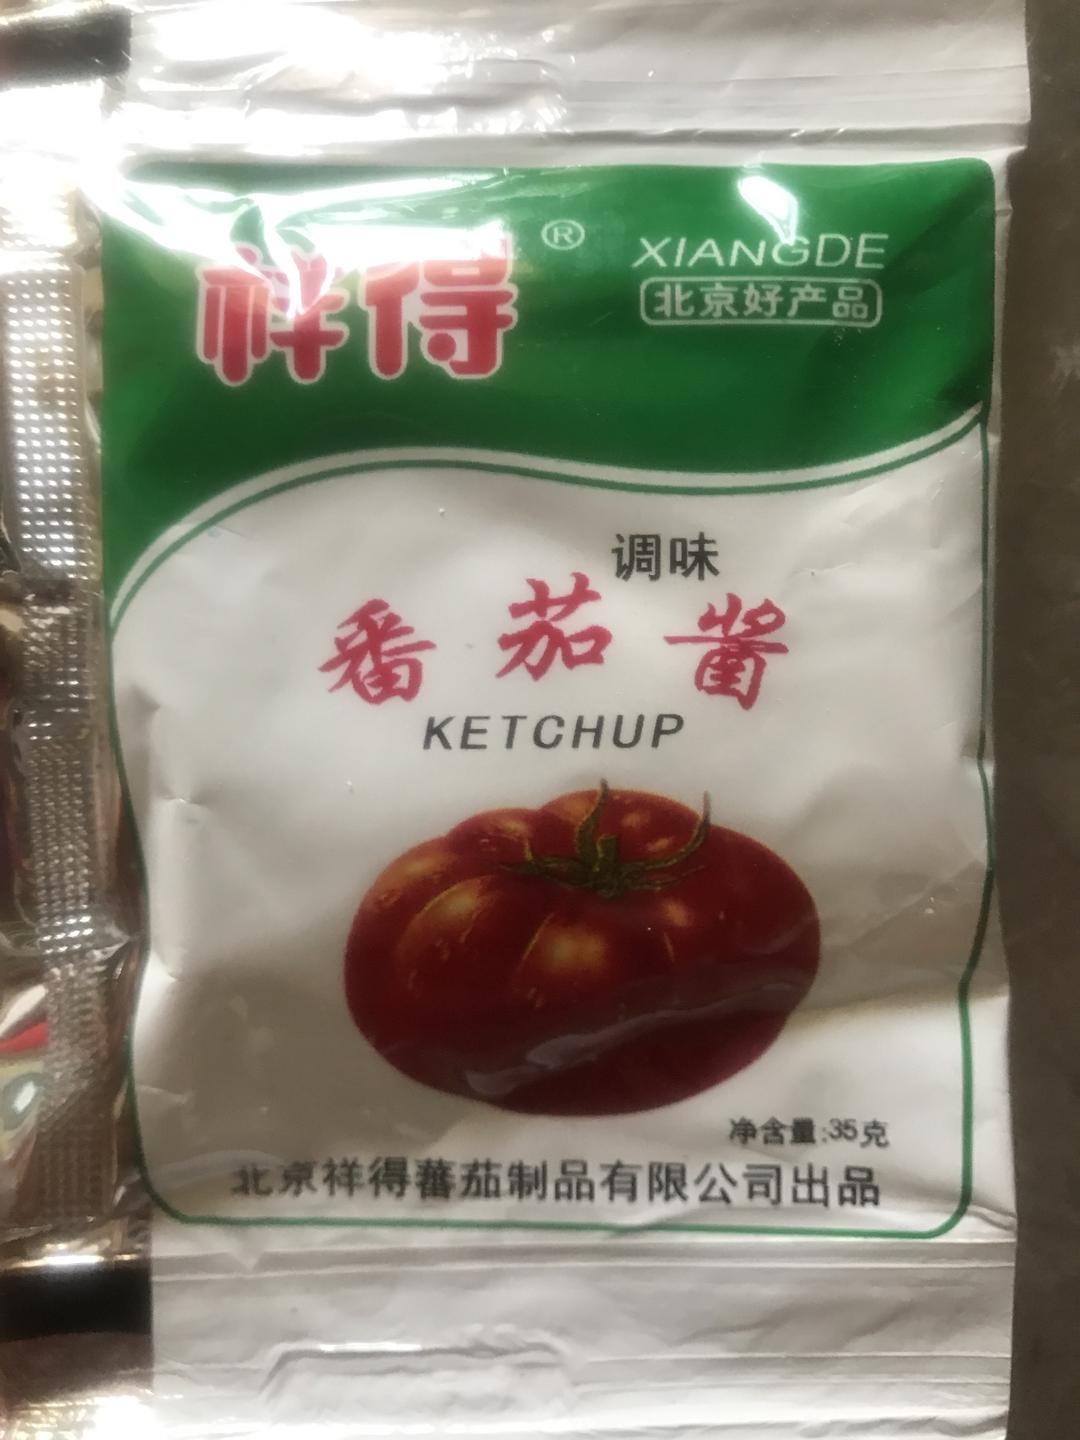 祥得® XIANGDE
北京好产品
调味
番茄酱
KETCHUP
净含量:35克
北京祥得蕃茄制品有限公司出品